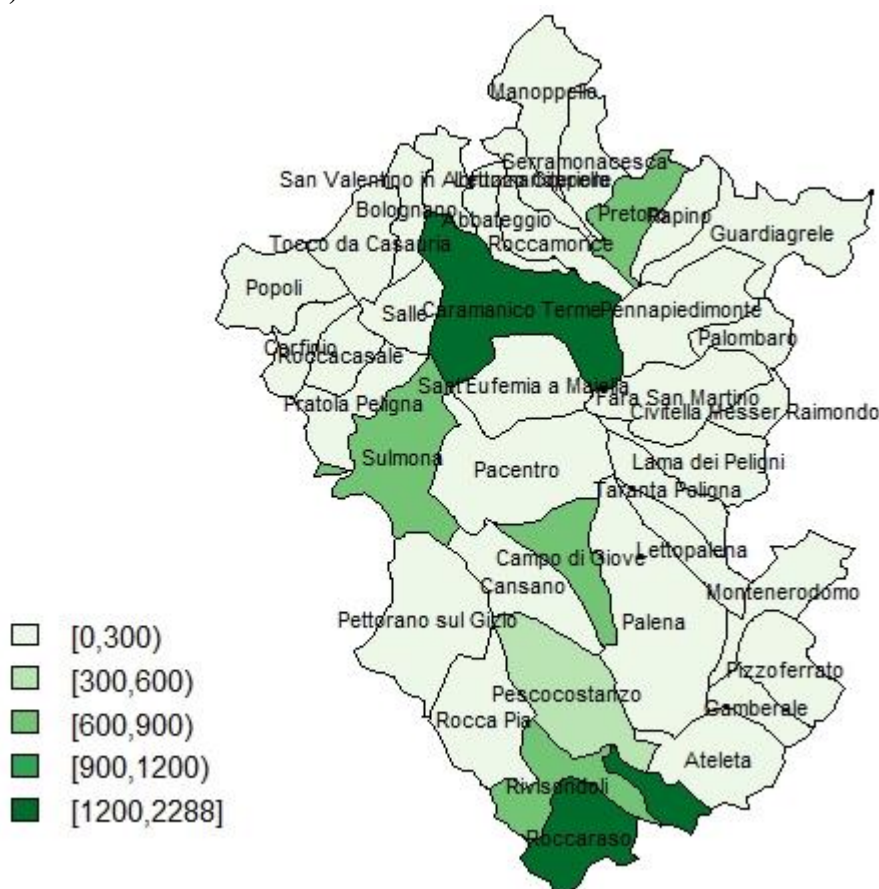 )
Manoppello
Serramonacesca
San Valentino in A
Bolognano
Abbateggio
Pretoro
Rapino
Guardiagrele
Tocco da Casauria
Roccamorice
Popoli
Salle
Caramanico Terme
Pennapiedimonte
Palombaro
Corfinio
Roccacasale
Sant'Eufemia a Maiella
Fara San Martino
Pratola Peligna
Civitella Messer Raimondo
Sulmona
Pacentro
Lama dei Peligni
Taranta Peligna
Campo di Giove
Lettopalena
Cansano
Montenerodomo
Pettorano sul Gizio
Palena
[0,300)
Pizzoferrato
[300,600)
Pescocostanzo
Gamberale
[600,900)
Rocca Pia
[900,1200)
Ateleta
Rivisondoli
[1200,2288]
Roccaraso